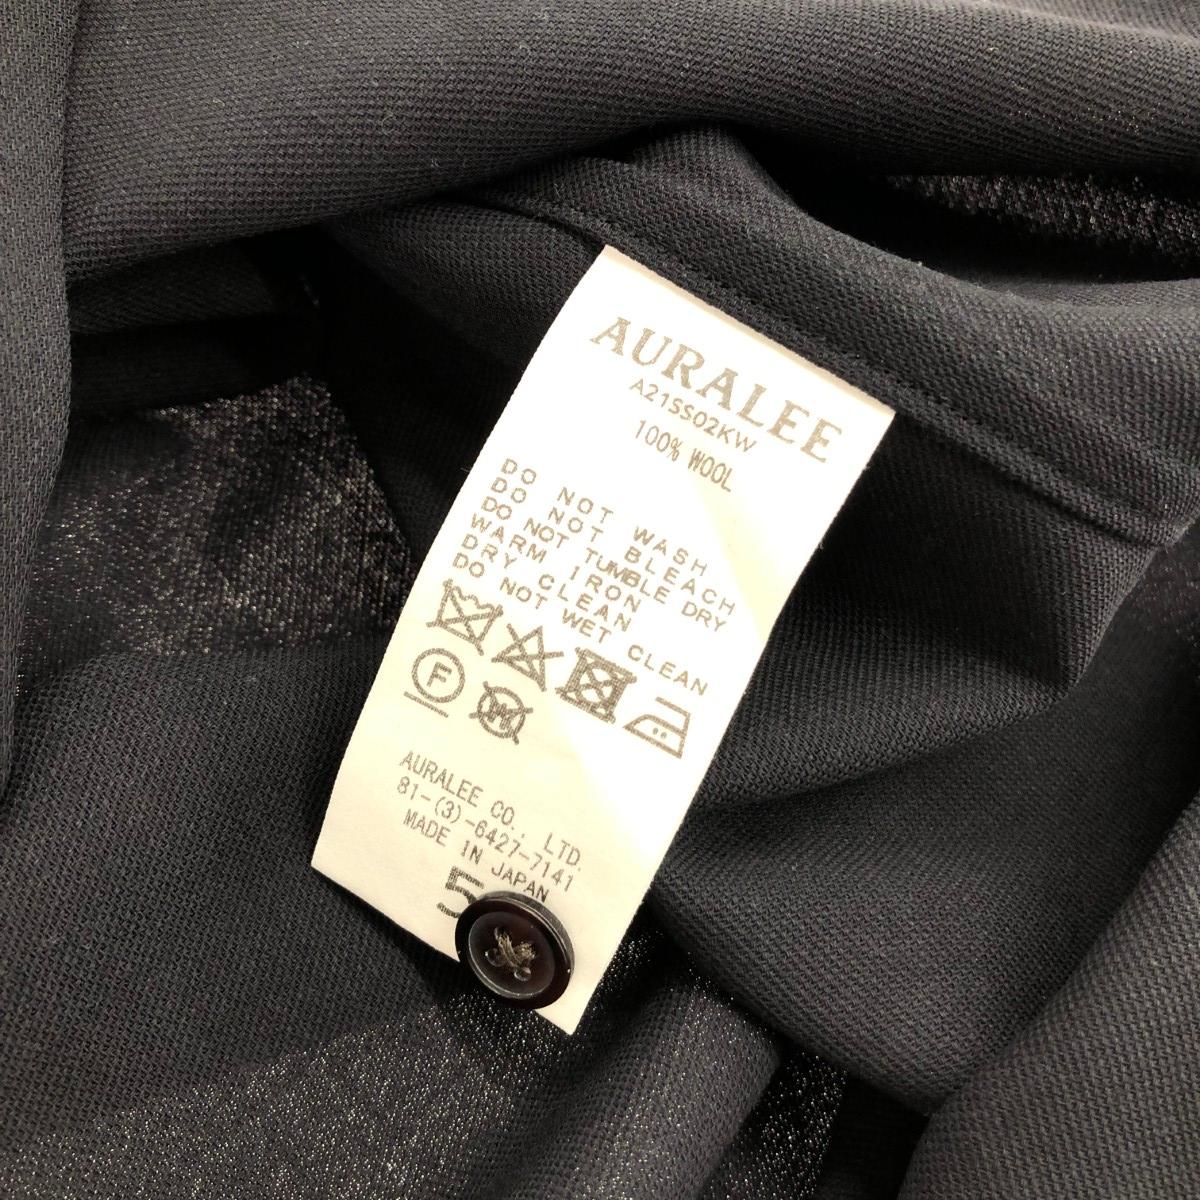 AURALEE
A21SS02KW
100% WOOL
DO NOT WASH
DO NOT BLEACH
DO NOT TUMBLE DRY
WARM IRON
DRY CLEAN
DO NOT WET CLEAN
F
W
AURALEE CO., LTD.
81-(3)-6427-7141
MADE IN JAPAN
5